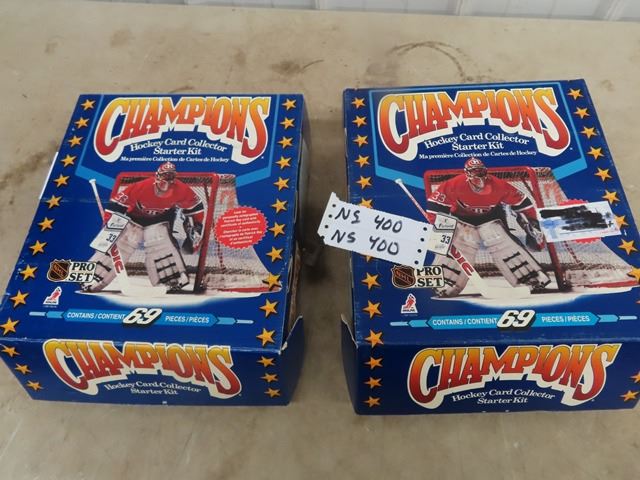 CHAMPIONS
Hockey Card Collector
Starter Kit
Ma première Collection de Cartes de Hockey
33
PRO
SET
CONTAINS/CONTIENT 69 PIECES/PIÈCES
CHAMPIONS
Hockey Card Collector
Starter Kit
CHAMPIONS
Hockey Card Collector
Starter Kit
Ma première Collection de Cartes de Hockey
NS 400
NS 400
33
PRO
SET
CONTAINS/CONTIENT 69 PIECES/PIÈCES
CHAMPIONS
Hockey Card Collector
Starter Kit